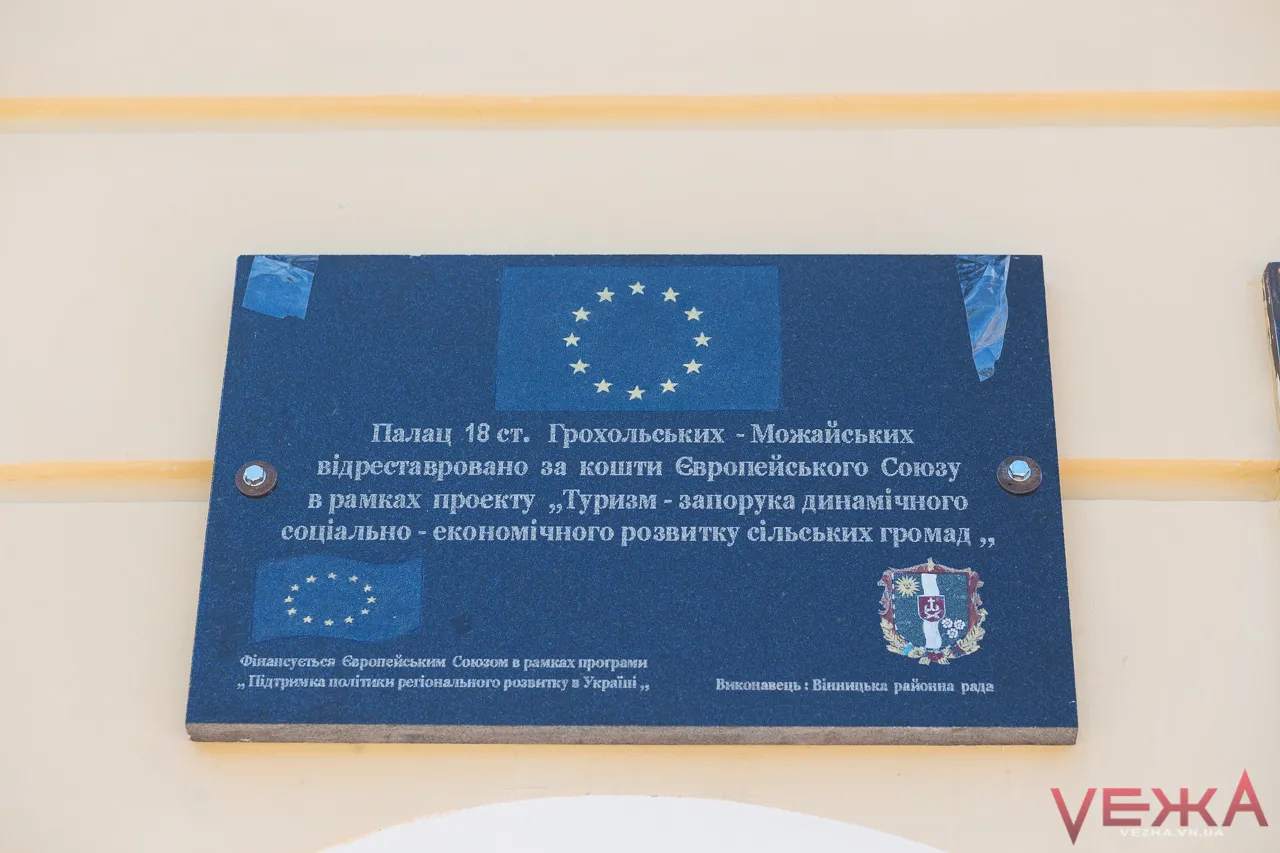 Палац 18 ст. Грохольських - Можайських
відреставровано за кошти Європейського Союзу
в рамках проекту „Туризм - запорука динамічного
соціально - економічного розвитку сільських громад „
Фінансується Європейським Союзом в рамках програми
„ Підтримка політики регіонального розвитку в Україні „
Виконавець : Вінницька районна рада
VЕЖА
VEZHA.VN.UA